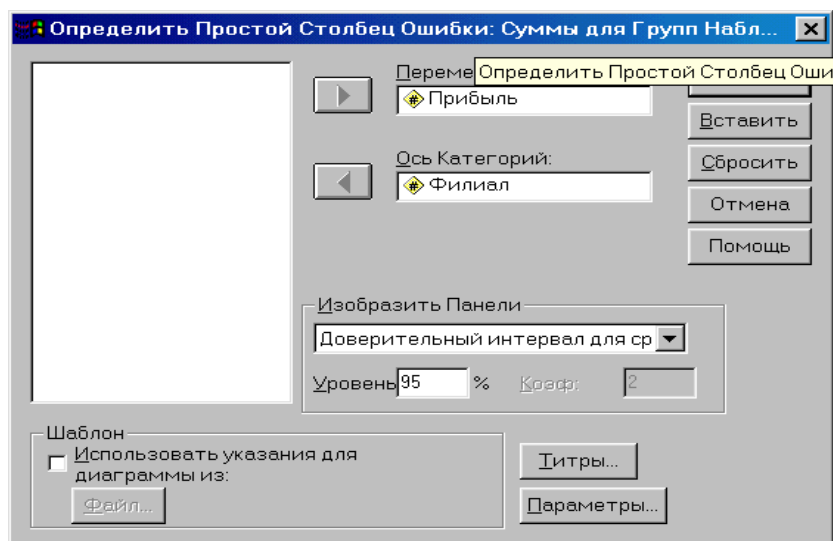 Определить Простой Столбец Ошибки: Суммы для Групп Набл...
Переме
Определить Простой Столбец Оши
Прибыль
Вставить
Ось Категорий:
Сбросить
Филиал
Отмена
Помощь
Изобразить Панели
Доверительный интервал для ср
Уровень 95 % Коэф: 2
Шаблон
Использовать указания для
диаграммы из:
Файл...
Титры...
Параметры...